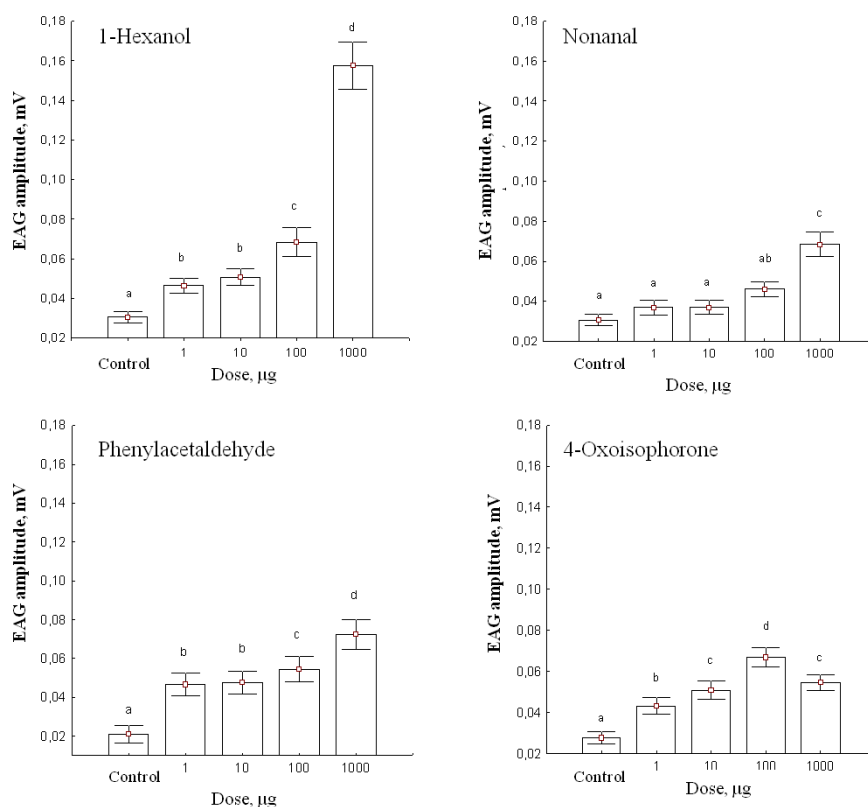 1-Hexanol
EAG amplitude, mV
0,18
0,16
0,14
0,12
0,10
0,08
0,06
0,04
0,02
a
b
b
c
d
Control
1
10
100
1000
Dose, µg
Nonanal
EAG amplitude, mV
0,18
0,16
0,14
0,12
0,10
0,08
0,06
0,04
0,02
a
a
a
ab
c
Control
1
10
100
1000
Dose, µg
Phenylacetaldehyde
EAG amplitude, mV
0,18
0,16
0,14
0,12
0,10
0,08
0,06
0,04
0,02
a
b
b
c
d
Control
1
10
100
1000
Dose, µg
4-Oxoisophorone
EAG amplitude, mV
0,18
0,16
0,14
0,12
0,10
0,08
0,06
0,04
0,02
a
b
c
d
c
Control
1
10
100
1000
Dose, µg